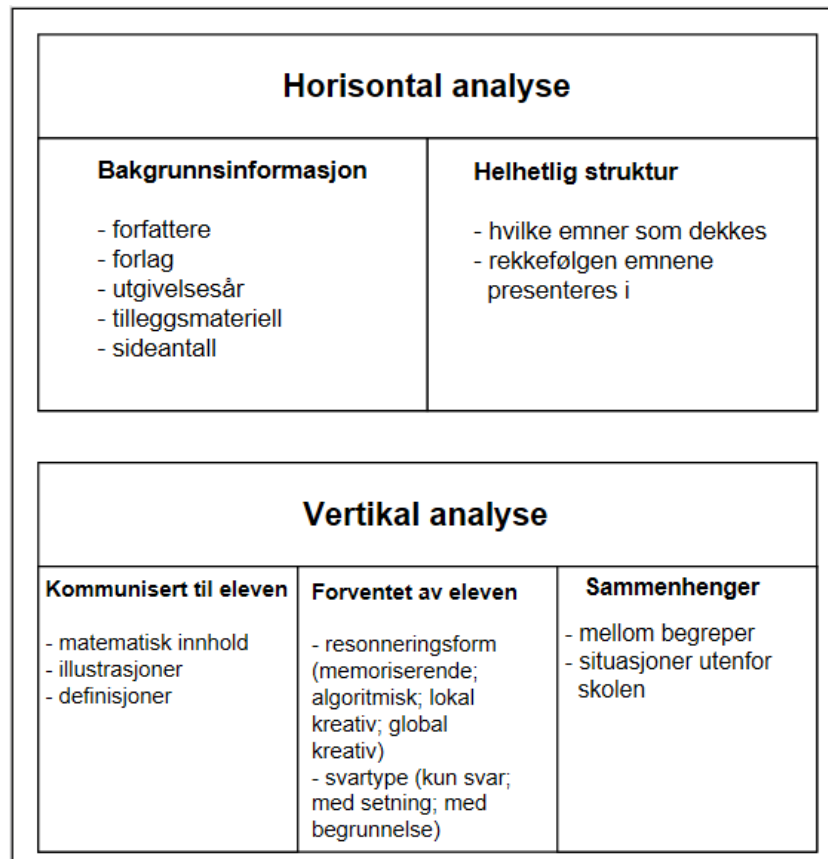 Horisontal analyse
Bakgrunnsinformasjon
- forfattere
- forlag
- utgivelsesår
- tilleggsmateriell
- sideantall
Helhetlig struktur
- hvilke emner som dekkes
- rekkefølgen emnene
presenteres i
Vertikal analyse
Kommunisert til eleven
- matematisk innhold
- illustrasjoner
- definisjoner
Forventet av eleven
- resonneringsform
(memoriserende;
algoritmisk; lokal
kreativ; global
kreativ)
- svartype (kun svar;
med setning; med
begrunnelse)
Sammenhenger
- mellom begreper
- situasjoner utenfor
skolen